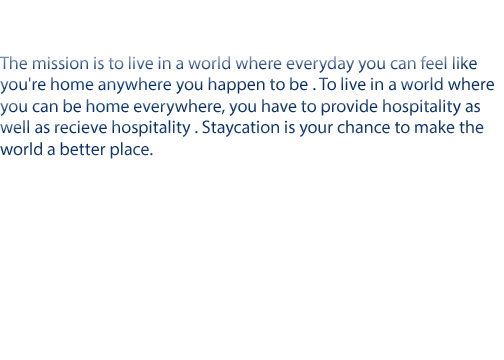 The mission is to live in a world where everyday you can feel like
you're home anywhere you happen to be . To live in a world where
you can be home everywhere, you have to provide hospitality as
well as recieve hospitality . Staycation is your chance to make the
world a better place.